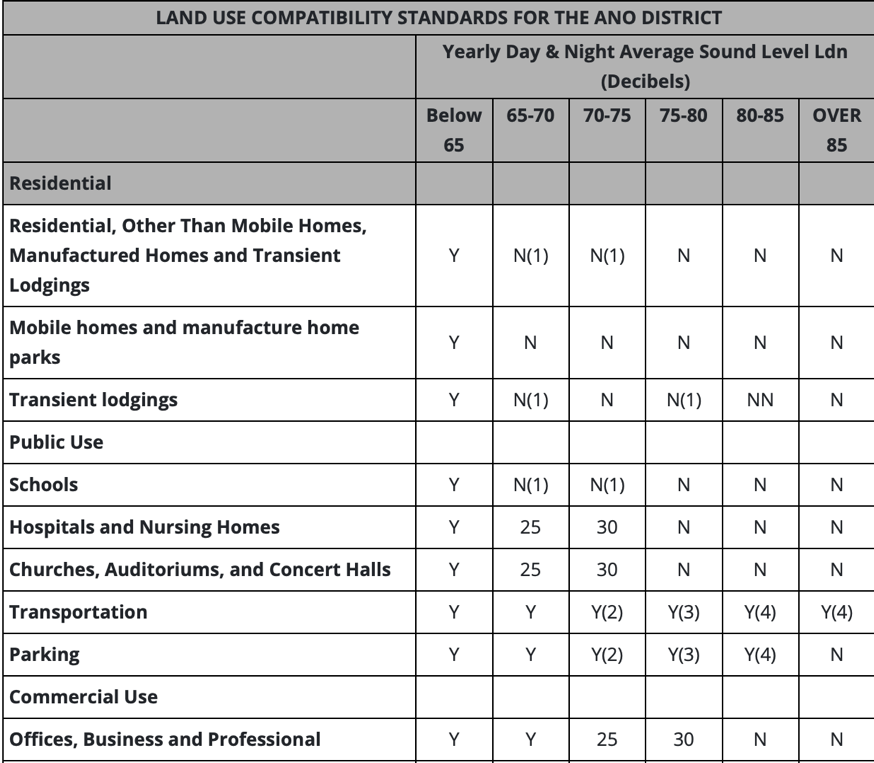 LAND USE COMPATIBILITY STANDARDS FOR THE ANO DISTRICT
Yearly Day & Night Average Sound Level Ldn
(Decibels)
Below 65-70 70-75 75-80 80-85 OVER
65 85
Residential
Residential, Other Than Mobile Homes,
Manufactured Homes and Transient Y N(1) N(1) N N N
Lodgings
Mobile homes and manufacture home
parks Y N N N N N
Transient lodgings Y N(1) N N(1) NN N
Public Use
Schools Y N(1) N(1) N N N
Hospitals and Nursing Homes Y 25 30 N N N
Churches, Auditoriums, and Concert Halls Y 25 30 N N N
Transportation Y Y Y(2) Y(3) Y(4) Y(4)
Parking Y Y Y(2) Y(3) Y(4) N
Commercial Use
Offices, Business and Professional Y Y 25 30 N N